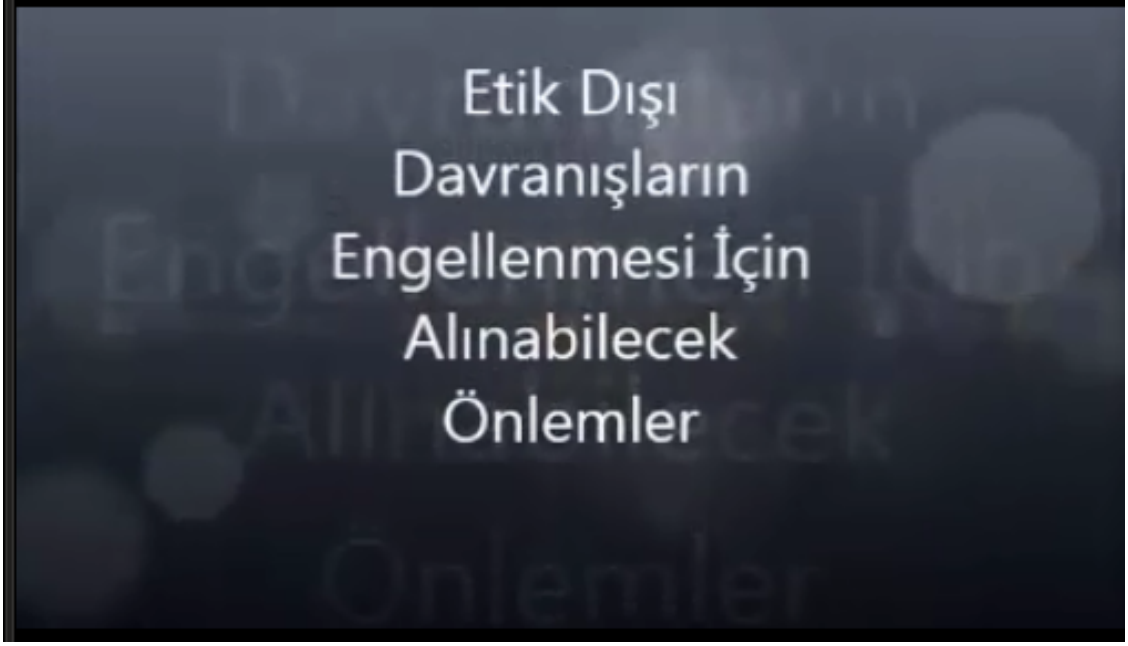 Etik Dışı
Davranışların
Engellenmesi İçin
Alınabilecek
Önlemler